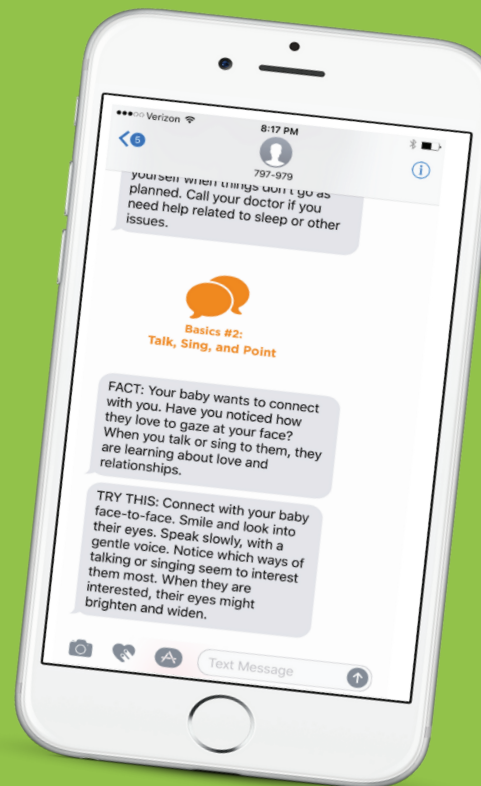 Verizon
8:17 PM
5
797-979
yourself when things don't go as
planned. Call your doctor if you
need help related to sleep or other
issues.
Basics #2:
Talk, Sing, and Point
FACT: Your baby wants to connect
with you. Have you noticed how
they love to gaze at your face?
When you talk or sing to them, they
are learning about love and
relationships.
TRY THIS: Connect with your baby
face-to-face. Smile and look into
their eyes. Speak slowly, with a
gentle voice. Notice which ways of
talking or singing seem to interest
them most. When they are
interested, their eyes might
brighten and widen.
Text Message